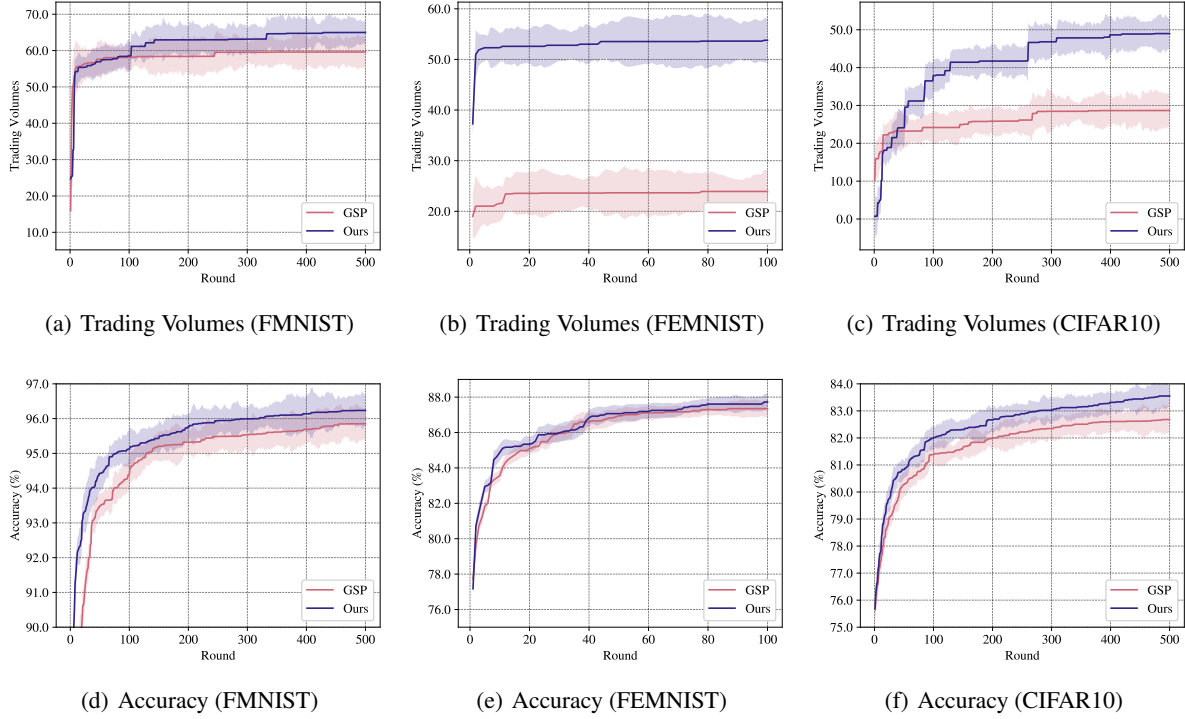 70.0
60.0
50.0
40.0
30.0
20.0
10.0
Trading Volumes
0 100 200 300 400 500
Round
GSP
Ours
(a) Trading Volumes (FMNIST)
60.0
50.0
40.0
30.0
20.0
Trading Volumes
0 20 40 60 80 100
Round
GSP
Ours
(b) Trading Volumes (FEMNIST)
50.0
40.0
30.0
20.0
10.0
0.0
Trading Volumes
0 100 200 300 400 500
Round
GSP
Ours
(c) Trading Volumes (CIFAR10)
97.0
96.0
95.0
94.0
93.0
92.0
91.0
90.0
Accuracy (%)
0 100 200 300 400 500
Round
GSP
Ours
(d) Accuracy (FMNIST)
88.0
86.0
84.0
82.0
80.0
78.0
76.0
Accuracy (%)
0 20 40 60 80 100
Round
GSP
Ours
(e) Accuracy (FEMNIST)
84.0
83.0
82.0
81.0
80.0
79.0
78.0
77.0
76.0
75.0
Accuracy (%)
0 100 200 300 400 500
Round
GSP
Ours
(f) Accuracy (CIFAR10)